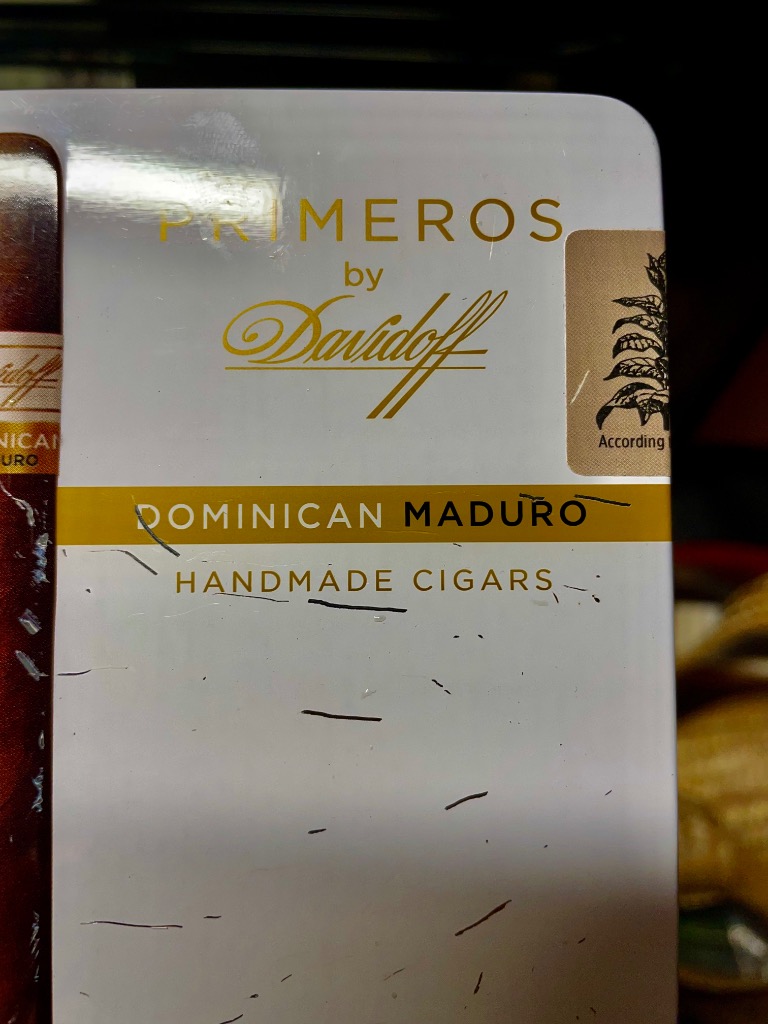 PRIMEROS
by
Davidoff
DOMINICAN MADURO
HANDMADE CIGARS
According